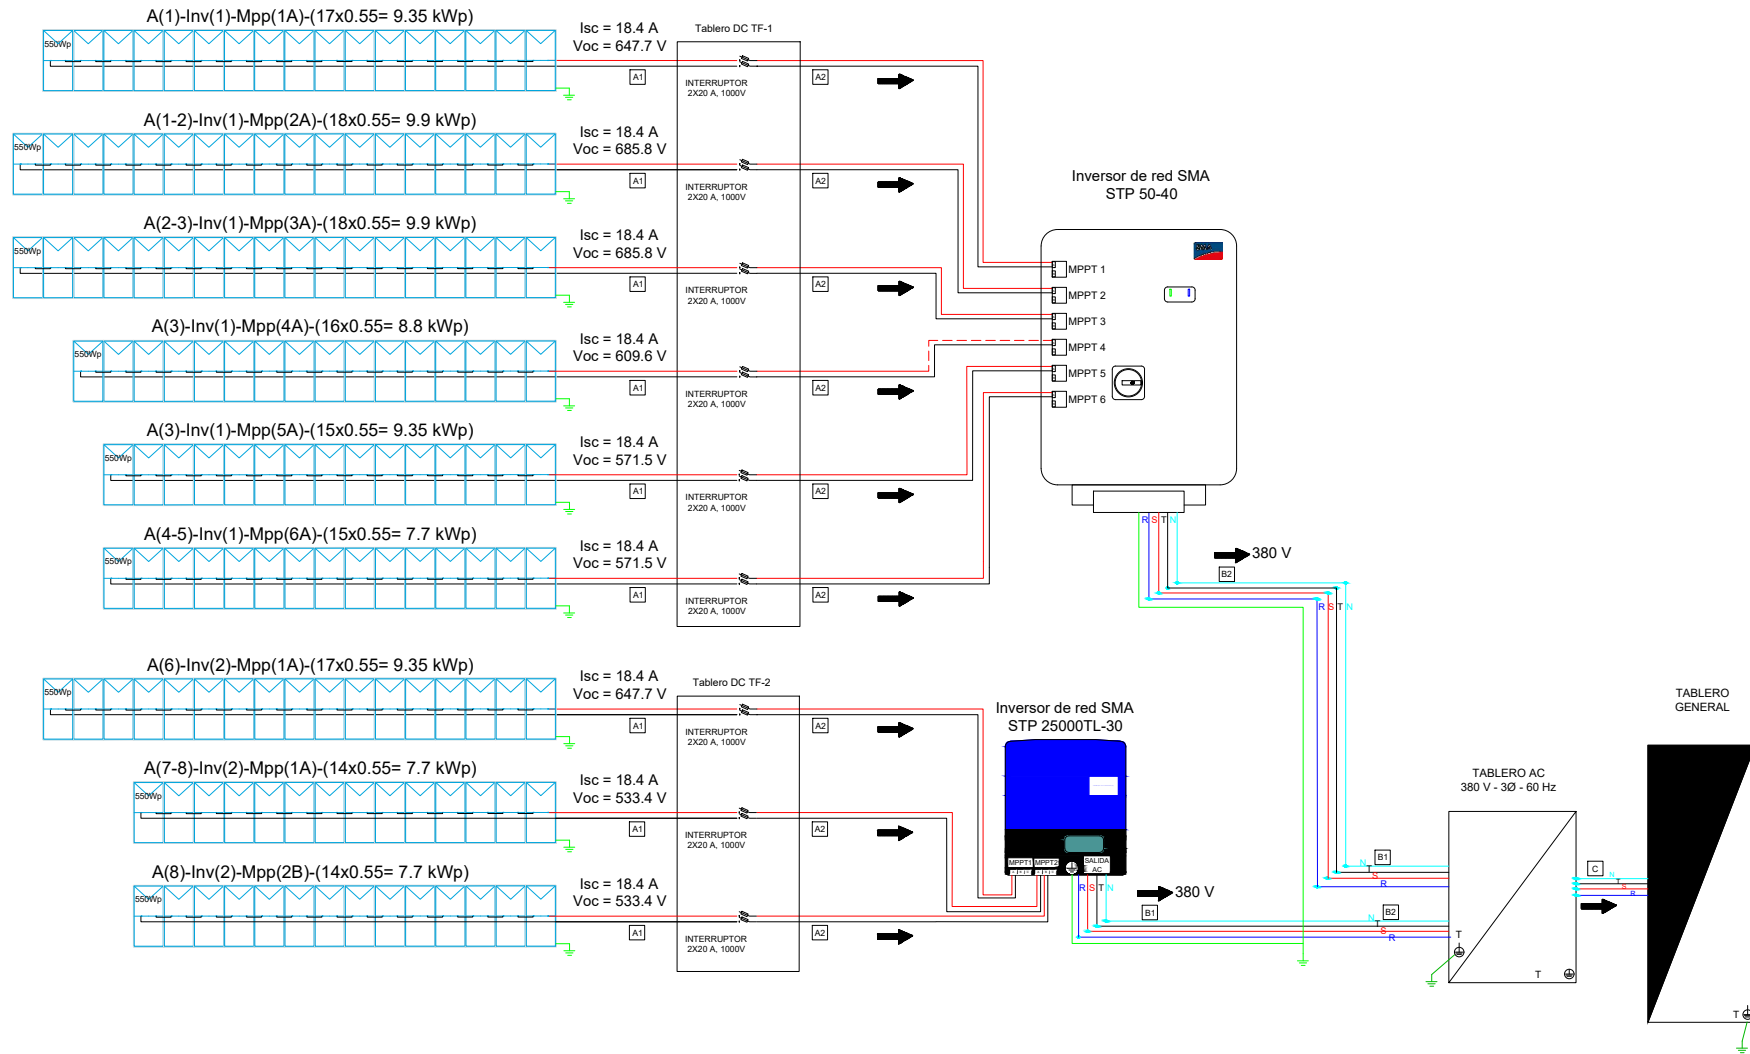 A(1)-Inv(1)-Mpp(1A)-(17x0.55= 9.35 kWp)
550Wp
Isc = 18.4 A
Voc = 647.7 V
A1
Tablero DC TF-1
INTERRUPTOR
2X20 A, 1000V
A2
A(1-2)-Inv(1)-Mpp(2A)-(18x0.55= 9.9 kWp)
550Wp
Isc = 18.4 A
Voc = 685.8 V
A1
INTERRUPTOR
2X20 A, 1000V
A2
A(2-3)-Inv(1)-Mpp(3A)-(18x0.55= 9.9 kWp)
550Wp
Isc = 18.4 A
Voc = 685.8 V
A1
INTERRUPTOR
2X20 A, 1000V
A2
A(3)-Inv(1)-Mpp(4A)-(16x0.55= 8.8 kWp)
550Wp
Isc = 18.4 A
Voc = 609.6 V
A1
INTERRUPTOR
2X20 A, 1000V
A2
A(3)-Inv(1)-Mpp(5A)-(15x0.55= 9.35 kWp)
550Wp
Isc = 18.4 A
Voc = 571.5 V
A1
INTERRUPTOR
2X20 A, 1000V
A2
A(4-5)-Inv(1)-Mpp(6A)-(15x0.55= 7.7 kWp)
550Wp
Isc = 18.4 A
Voc = 571.5 V
A1
INTERRUPTOR
2X20 A, 1000V
A2
Inversor de red SMA
STP 50-40
MPPT 1
MPPT 2
MPPT 3
MPPT 4
MPPT 5
MPPT 6
R S T N
380 V
B2
R S T N
A(6)-Inv(2)-Mpp(1A)-(17x0.55= 9.35 kWp)
550Wp
Isc = 18.4 A
Voc = 647.7 V
A1
Tablero DC TF-2
INTERRUPTOR
2X20 A, 1000V
A2
A(7-8)-Inv(2)-Mpp(1A)-(14x0.55= 7.7 kWp)
550Wp
Isc = 18.4 A
Voc = 533.4 V
A1
INTERRUPTOR
2X20 A, 1000V
A2
A(8)-Inv(2)-Mpp(2B)-(14x0.55= 7.7 kWp)
550Wp
Isc = 18.4 A
Voc = 533.4 V
A1
INTERRUPTOR
2X20 A, 1000V
A2
Inversor de red SMA
STP 25000TL-30
MPPT1 MPPT2
SALIDA
AC
R S T N
380 V
B1
B1
N T S R
B2
N T S R
TABLERO AC
380 V - 3Ø - 60 Hz
T
T
C
N T S R
TABLERO
GENERAL
T